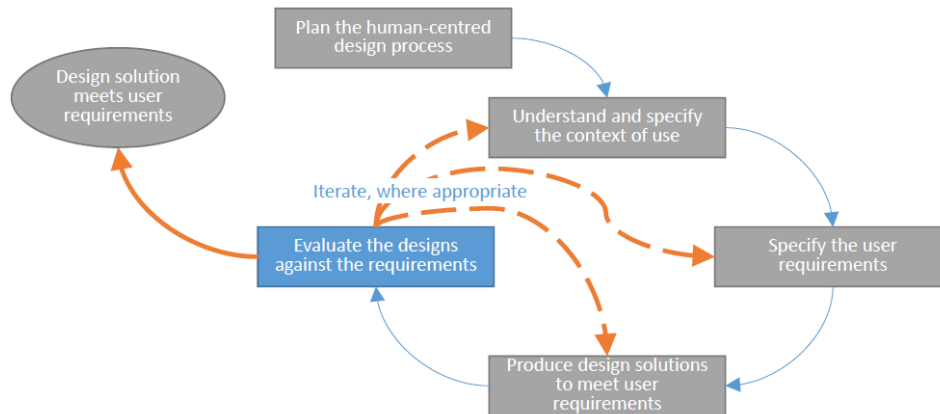 Plan the human-centred
design process
Design solution
meets user
requirements
Understand and specify
the context of use
Iterate, where appropriate
Evaluate the designs
against the requirements
Specify the user
requirements
Produce design solutions
to meet user
requirements